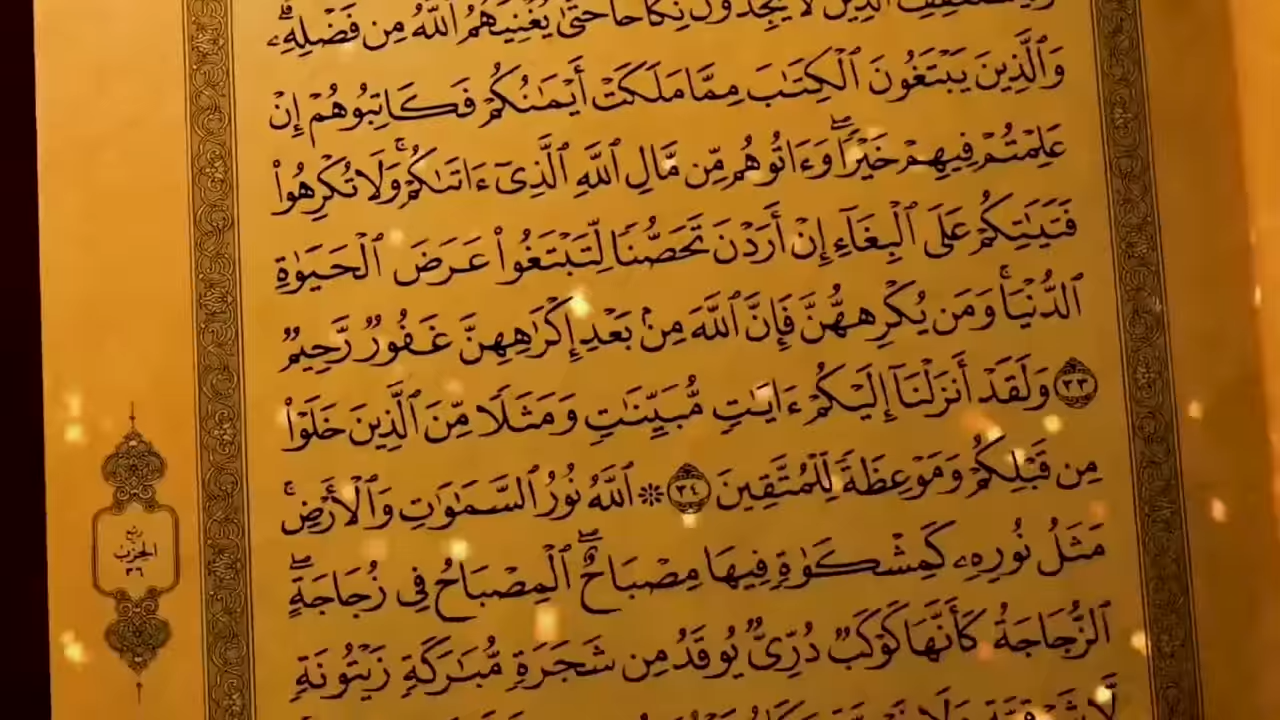 وَلْيَسْتَعْفِفِ ٱلَّذِينَ لَا يَجِدُونَ نِكَاحًا حَتَّىٰ يُغْنِيَهُمُ ٱللَّهُ مِن فَضْلِهِۦۗ
وَٱلَّذِينَ يَبْتَغُونَ ٱلْكِتَٰبَ مِمَّا مَلَكَتْ أَيْمَٰنُكُمْ فَكَاتِبُوهُمْ إِنْ
عَلِمْتُمْ فِيهِمْ خَيْرًاۖ وَءَاتُوهُم مِّن مَّالِ ٱللَّهِ ٱلَّذِىٓ ءَاتَىٰكُمْۚ وَلَا تُكْرِهُوا۟
فَتَيَٰتِكُمْ عَلَى ٱلْبِغَآءِ إِنْ أَرَدْنَ تَحَصُّنًا لِّتَبْتَغُوا۟ عَرَضَ ٱلْحَيَوٰةِ
ٱلدُّنْيَاۚ وَمَن يُكْرِههُّنَّ فَإِنَّ ٱللَّهَ مِنۢ بَعْدِ إِكْرَٰهِهِنَّ غَفُورٌ رَّحِيمٌ
٣٣ وَلَقَدْ أَنزَلْنَآ إِلَيْكُمْ ءَايَٰتٍ مُّبَيِّنَٰتٍ وَمَثَلًا مِّنَ ٱلَّذِينَ خَلَوْا۟
مِن قَبْلِكُمْ وَمَوْعِظَةً لِّلْمُتَّقِينَ ٣٤ ۞ ٱللَّهُ نُورُ ٱلسَّمَٰوَٰتِ وَٱلْأَرْضِۚ
مَثَلُ نُورِهِۦ كَمِشْكَوٰةٍ فِيهَا مِصْبَاحٌۖ ٱلْمِصْبَاحُ فِى زُجَاجَةٍۖ
ٱلزُّجَاجَةُ كَأَنَّهَا كَوْكَبٌ دُرِّىٌّ يُوقَدُ مِن شَجَرَةٍ مُّبَٰرَكَةٍ زَيْتُونَةٍ
لَّا شَرْقِيَّةٍ وَلَا
ربع
الحزب
٣٦